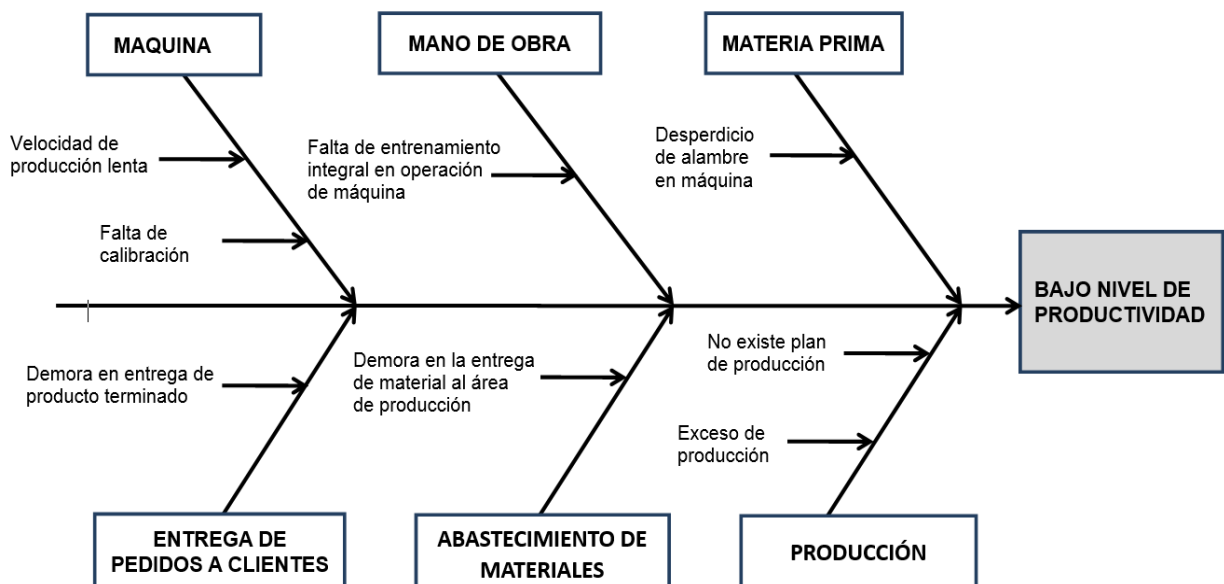 MAQUINA
MANO DE OBRA
MATERIA PRIMA
Velocidad de
producción lenta
Falta de
calibración
Falta de entrenamiento
integral en operación
de máquina
Desperdicio
de alambre
en máquina
BAJO NIVEL DE
PRODUCTIVIDAD
Demora en entrega de
producto terminado
Demora en la entrega
de material al área
de producción
No existe plan
de producción
Exceso de
producción
ENTREGA DE
PEDIDOS A CLIENTES
ABASTECIMIENTO DE
MATERIALES
PRODUCCIÓN